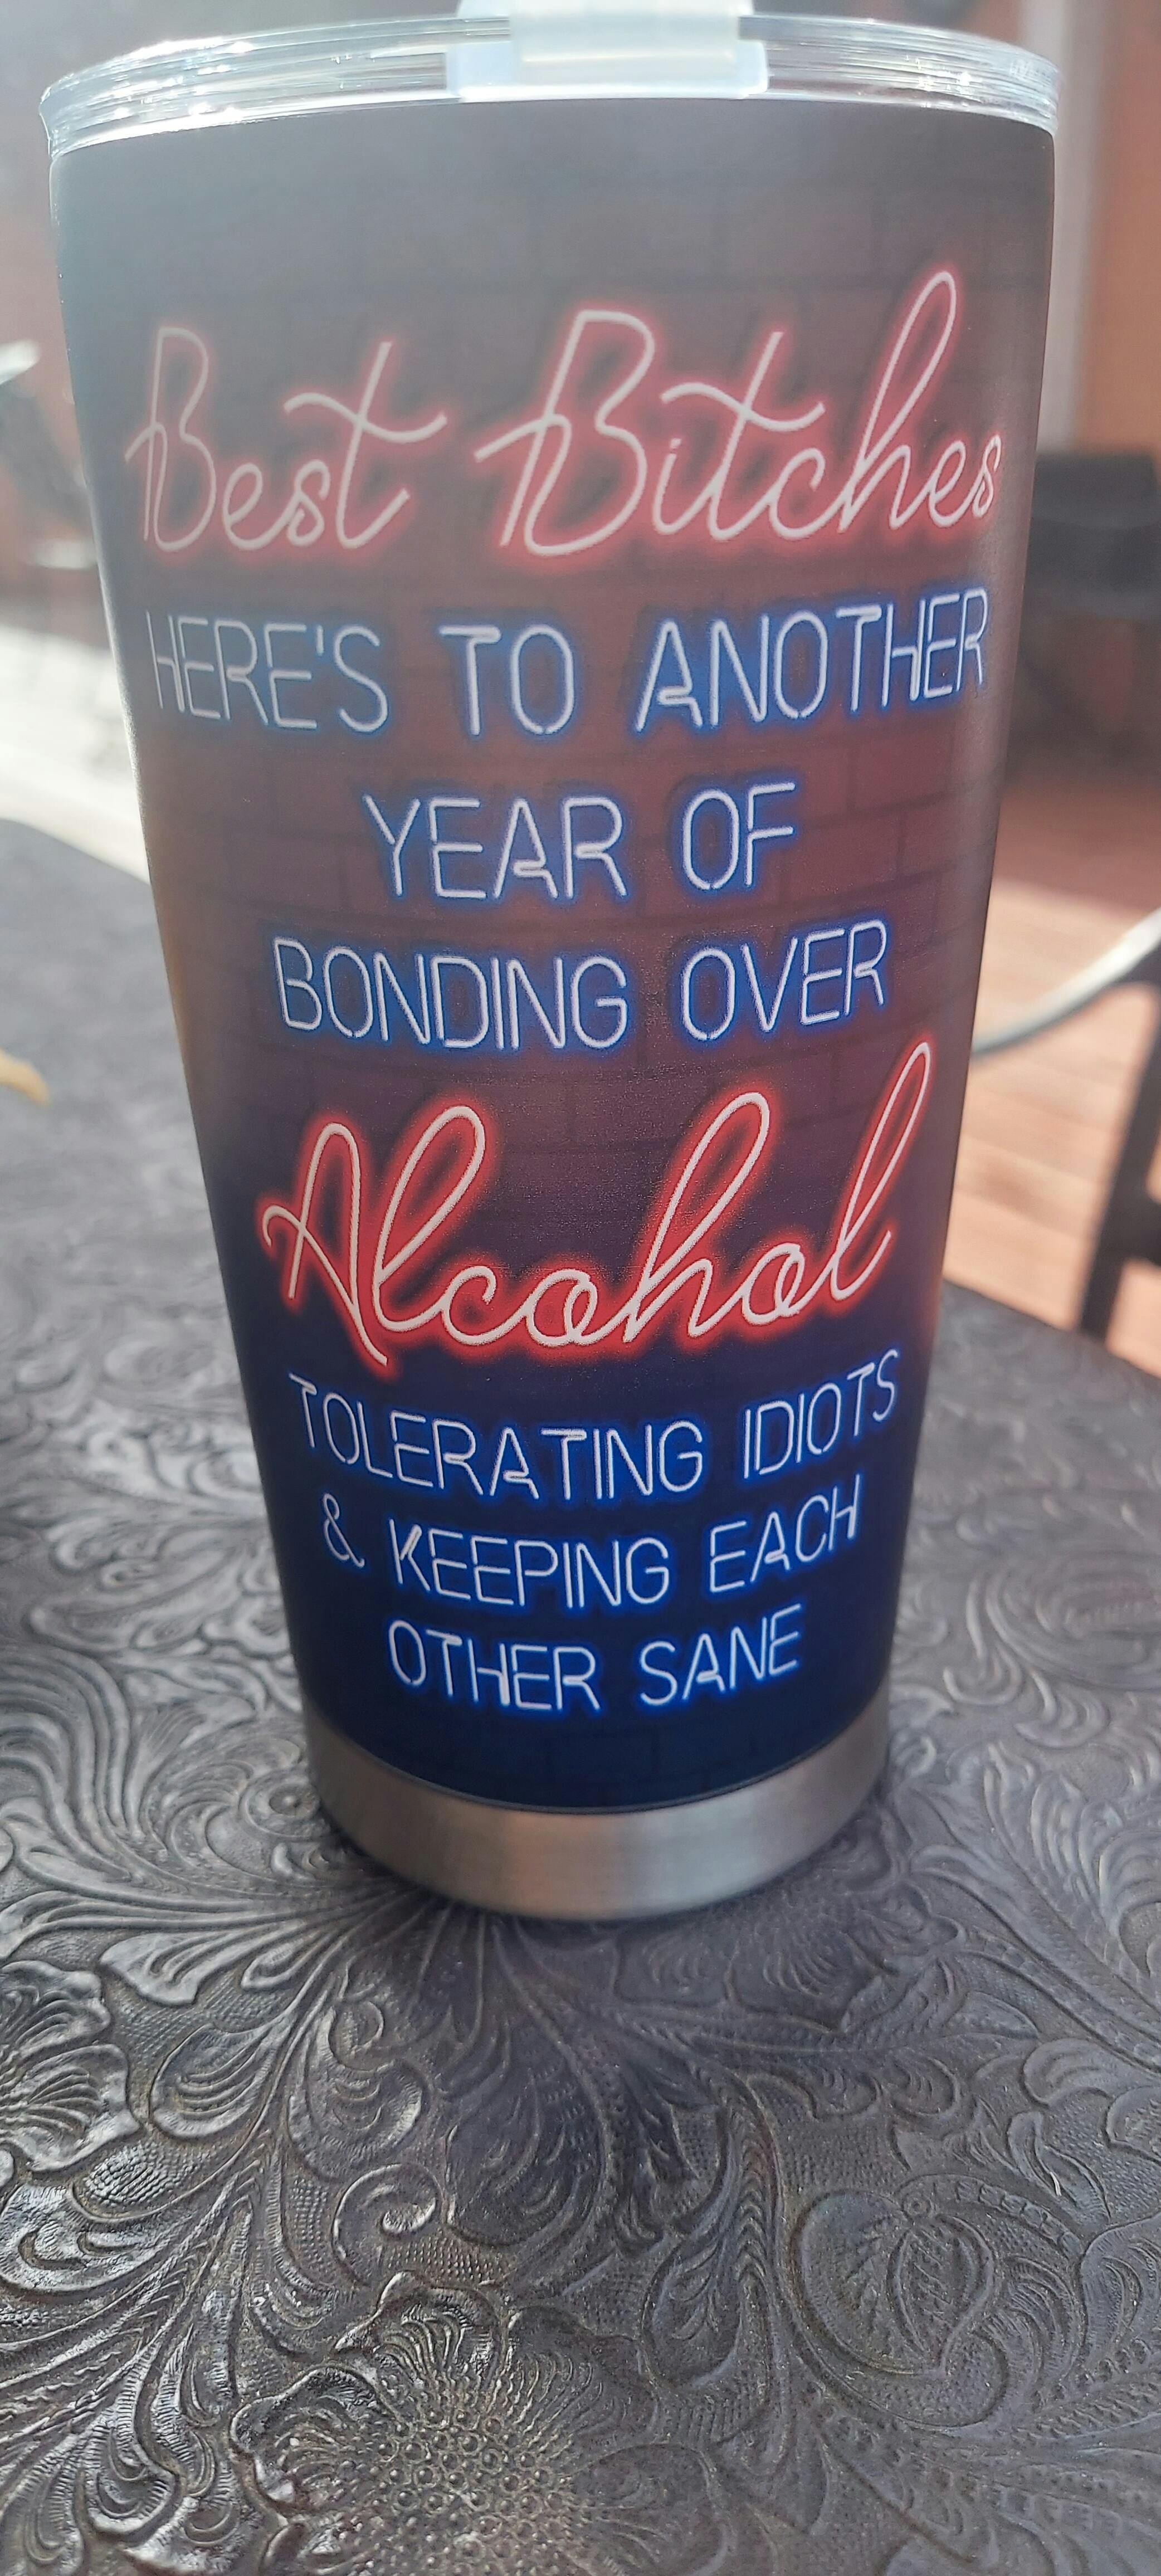 Best Bitches
HERE'S TO ANOTHER
YEAR OF
BONDING OVER
Alcohol
TOLERATING IDIOTS
& KEEPING EACH
OTHER SANE